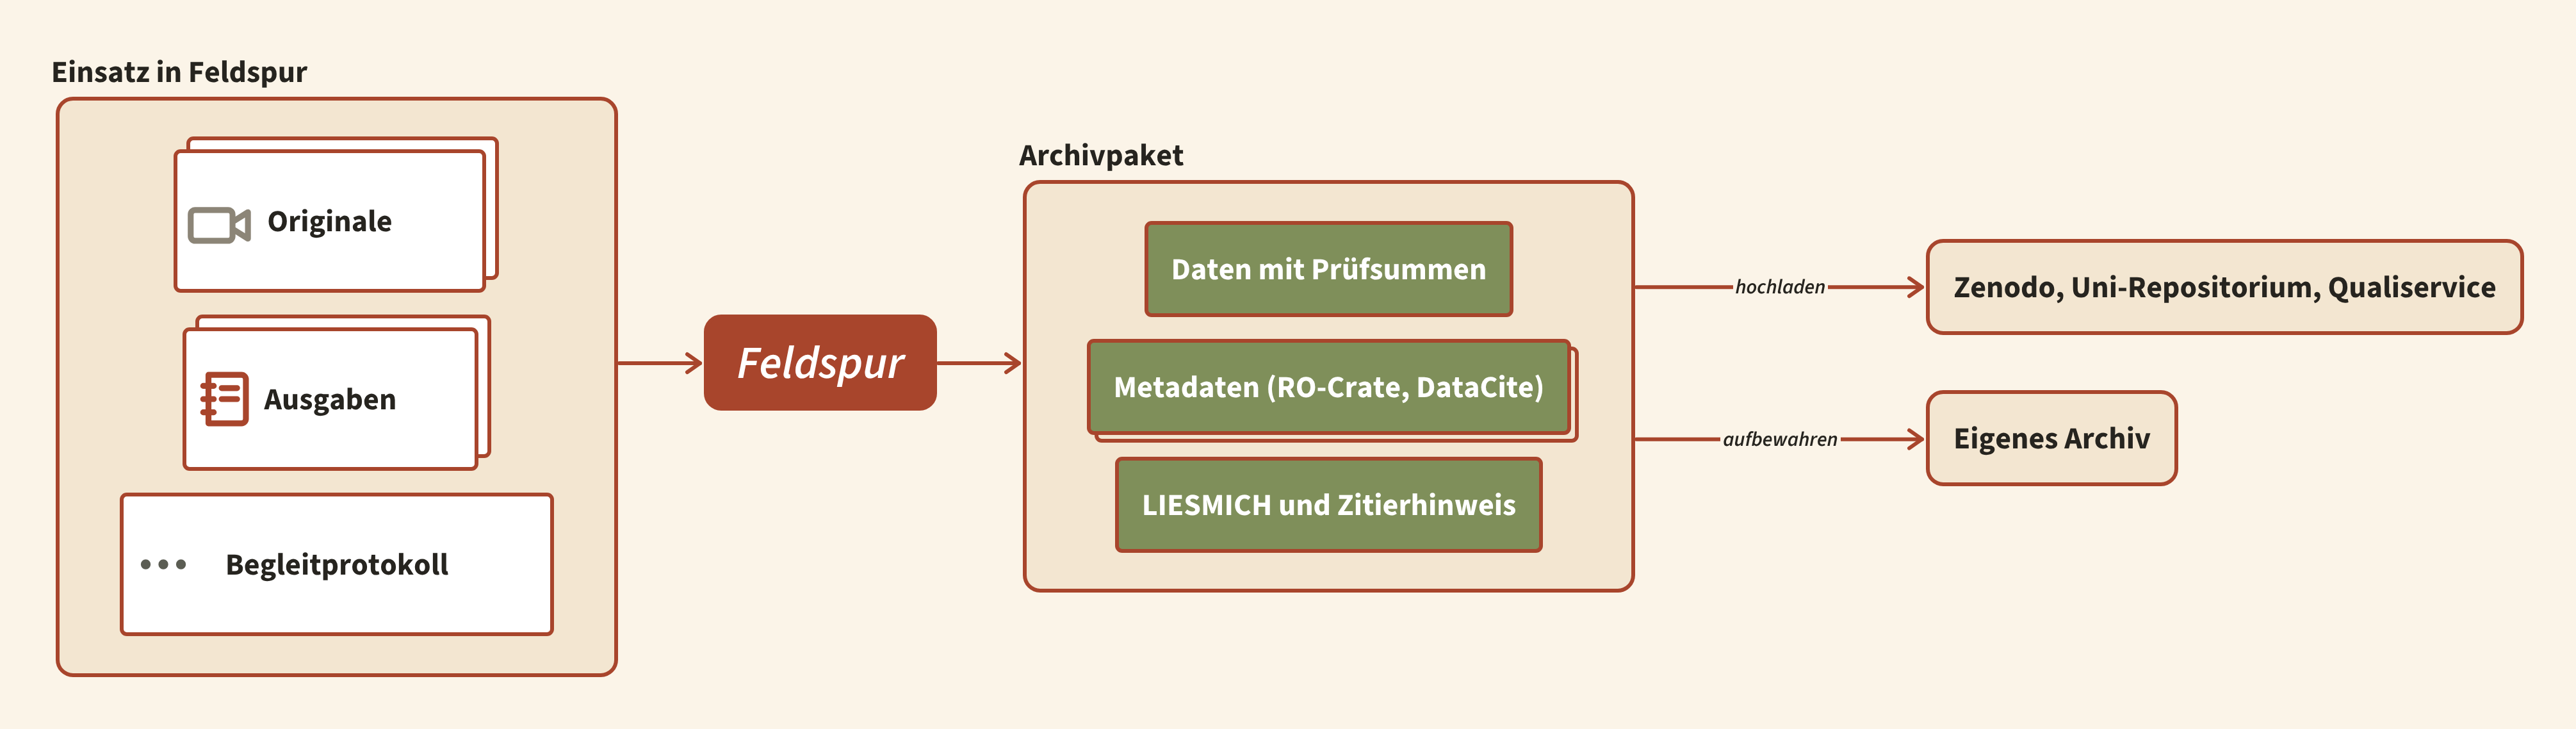 Einsatz in Feldspur
Originale
Ausgaben
Begleitprotokoll
Feldspur
Archivpaket
Daten mit Prüfsummen
Metadaten (RO-Crate, DataCite)
LIESMICH und Zitierhinweis
hochladen
Zenodo, Uni-Repositorium, Qualiservice
aufbewahren
Eigenes Archiv